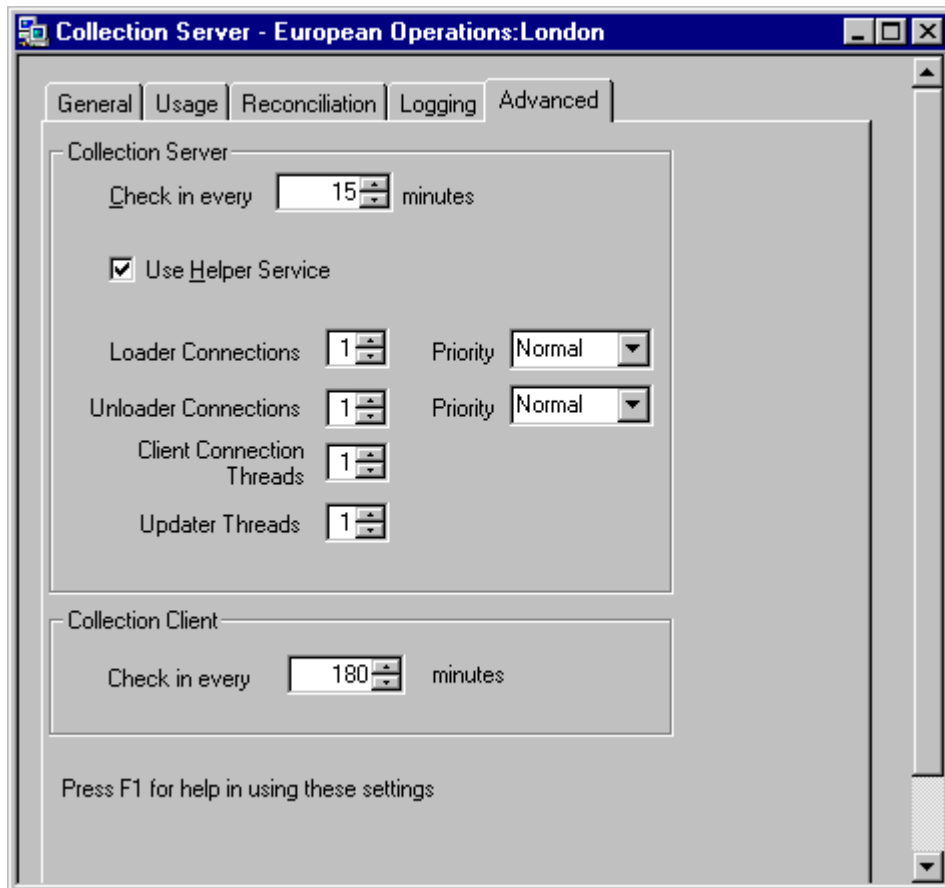 Collection Server - European Operations:London
General Usage Reconciliation Logging Advanced
Collection Server
Check in every 15 minutes
Use Helper Service
Loader Connections 1 Priority Normal
Unloader Connections 1 Priority Normal
Client Connection
Threads 1
Updater Threads 1
Collection Client
Check in every 180 minutes
Press F1 for help in using these settings